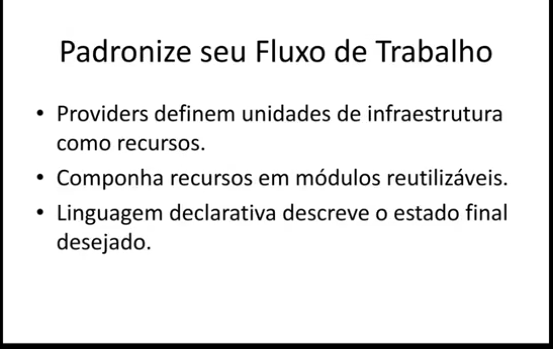 Padronize seu Fluxo de Trabalho
• Providers definem unidades de infraestrutura
como recursos.
• Componha recursos em módulos reutilizáveis.
• Linguagem declarativa descreve o estado final
desejado.